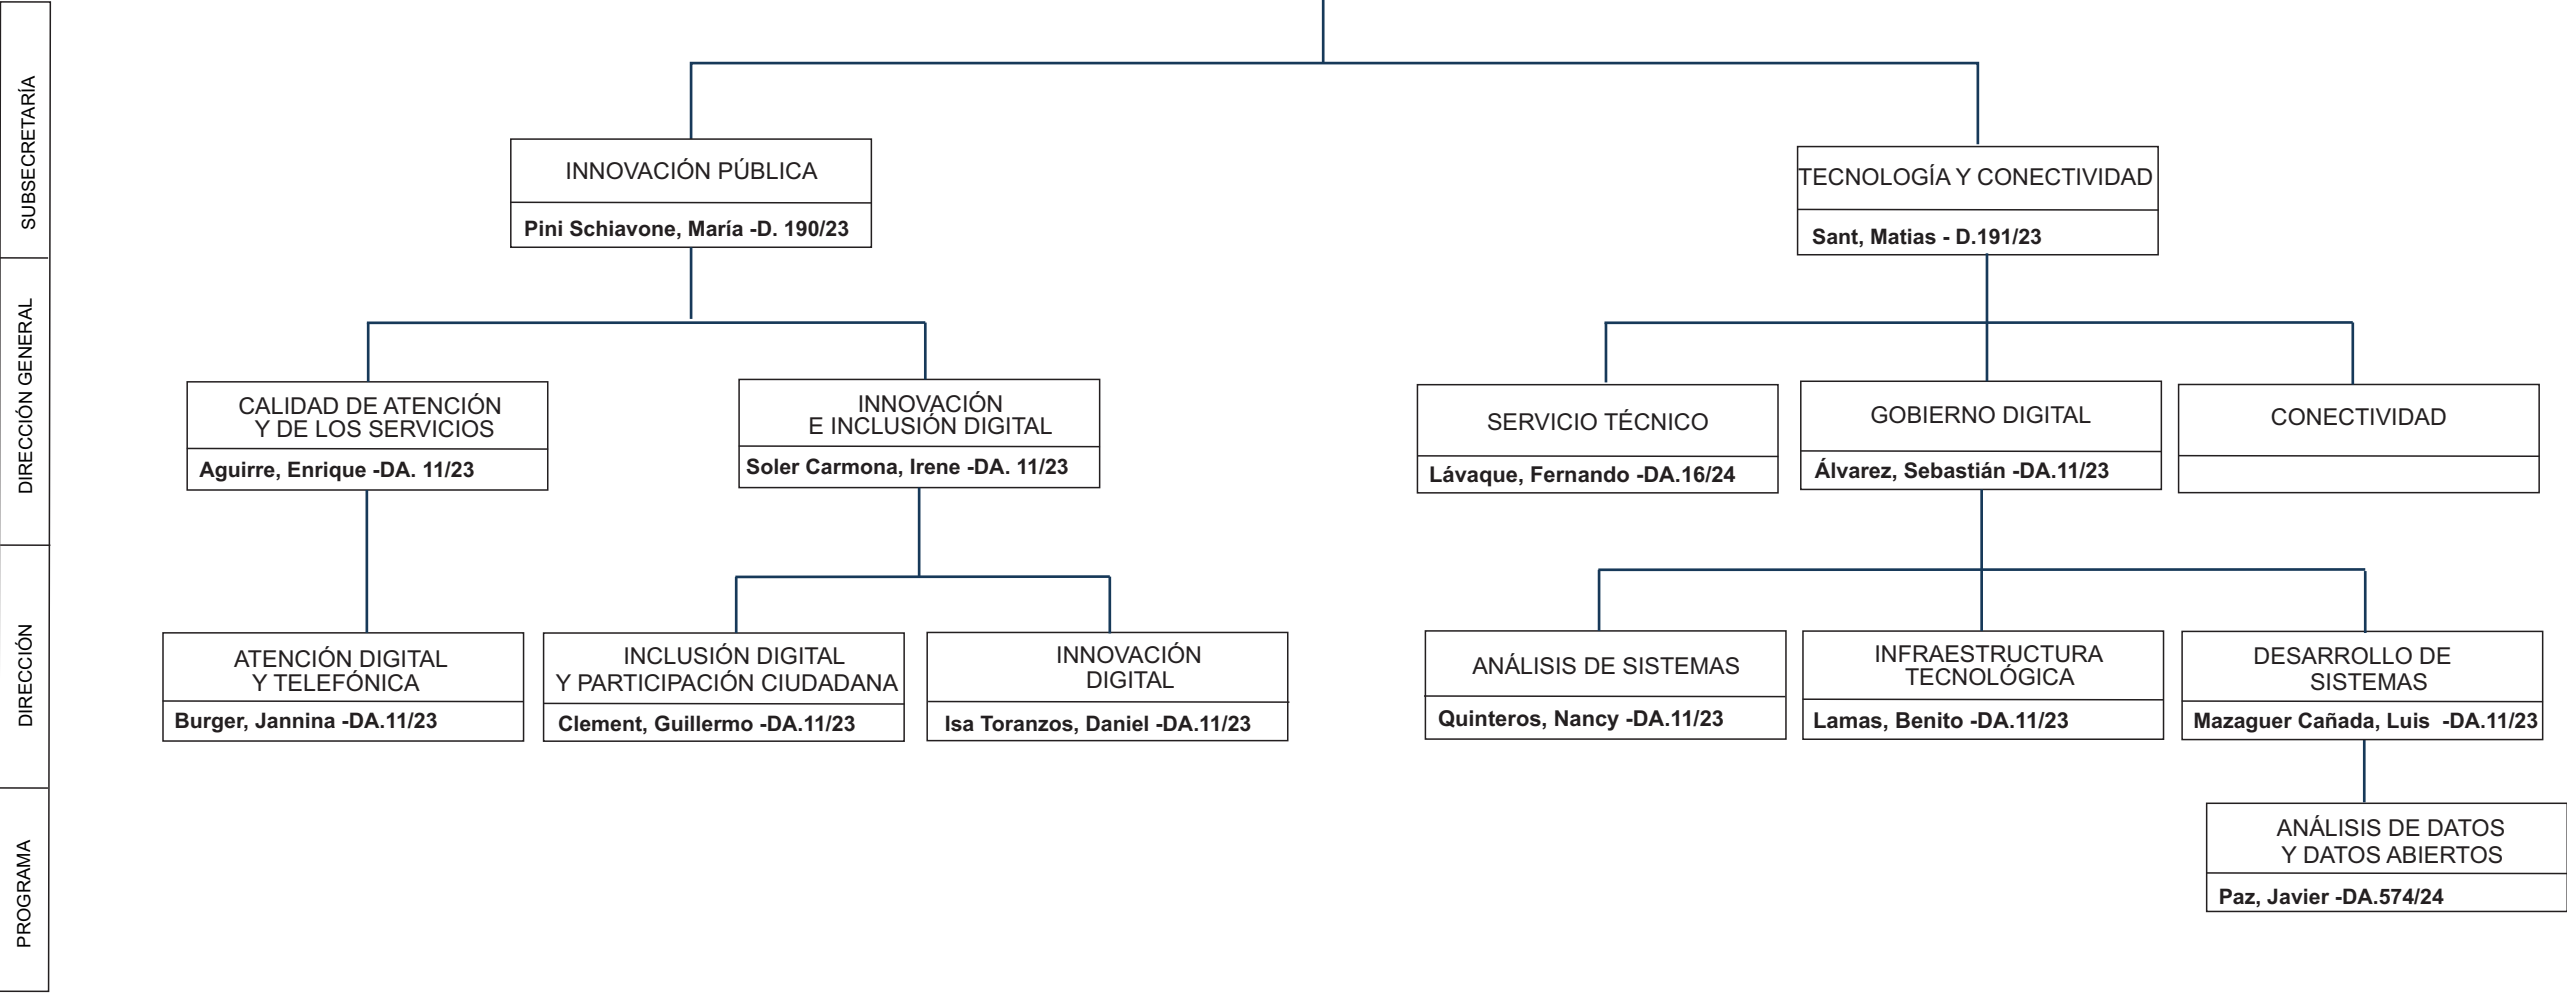 SUBSECRETARÍA
INNOVACIÓN PÚBLICA
Pini Schiavone, María -D. 190/23
TECNOLOGÍA Y CONECTIVIDAD
Sant, Matias - D.191/23
DIRECCIÓN GENERAL
CALIDAD DE ATENCIÓN
Y DE LOS SERVICIOS
Aguirre, Enrique -DA. 11/23
INNOVACIÓN
E INCLUSIÓN DIGITAL
Soler Carmona, Irene -DA. 11/23
SERVICIO TÉCNICO
Lávaque, Fernando -DA.16/24
GOBIERNO DIGITAL
Álvarez, Sebastián -DA.11/23
CONECTIVIDAD
DIRECCIÓN
ATENCIÓN DIGITAL
Y TELEFÓNICA
Burger, Jannina -DA.11/23
INCLUSIÓN DIGITAL
Y PARTICIPACIÓN CIUDADANA
Clement, Guillermo -DA.11/23
INNOVACIÓN
DIGITAL
Isa Toranzos, Daniel -DA.11/23
ANÁLISIS DE SISTEMAS
Quinteros, Nancy -DA.11/23
INFRAESTRUCTURA
TECNOLÓGICA
Lamas, Benito -DA.11/23
DESARROLLO DE
SISTEMAS
Mazaguer Cañada, Luis -DA.11/23
PROGRAMA
ANÁLISIS DE DATOS
Y DATOS ABIERTOS
Paz, Javier -DA.574/24